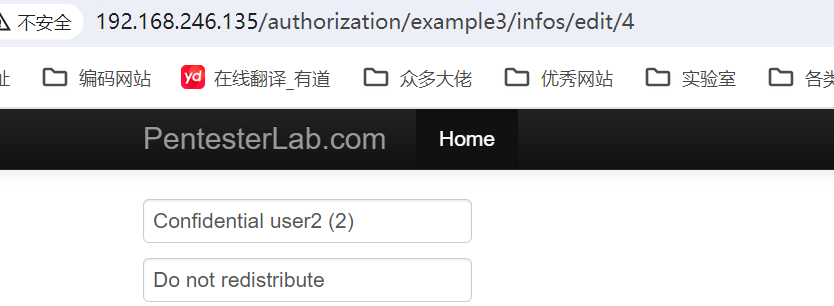 不安全 192.168.246.135/authorization/example3/infos/edit/4
址 编码网站 yd 在线翻译_有道 众多大佬 优秀网站 实验室 各类
PentesterLab.com Home
Confidential user2 (2)
Do not redistribute